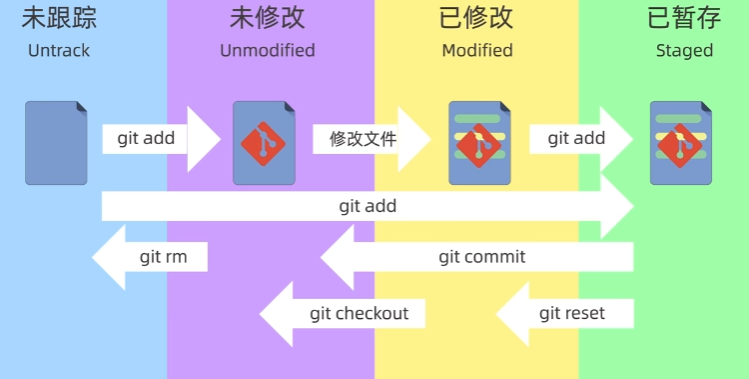 未跟踪
Untrack
未修改
Unmodified
已修改
Modified
已暂存
Staged
git add
修改文件
git add
git add
git rm
git commit
git checkout
git reset